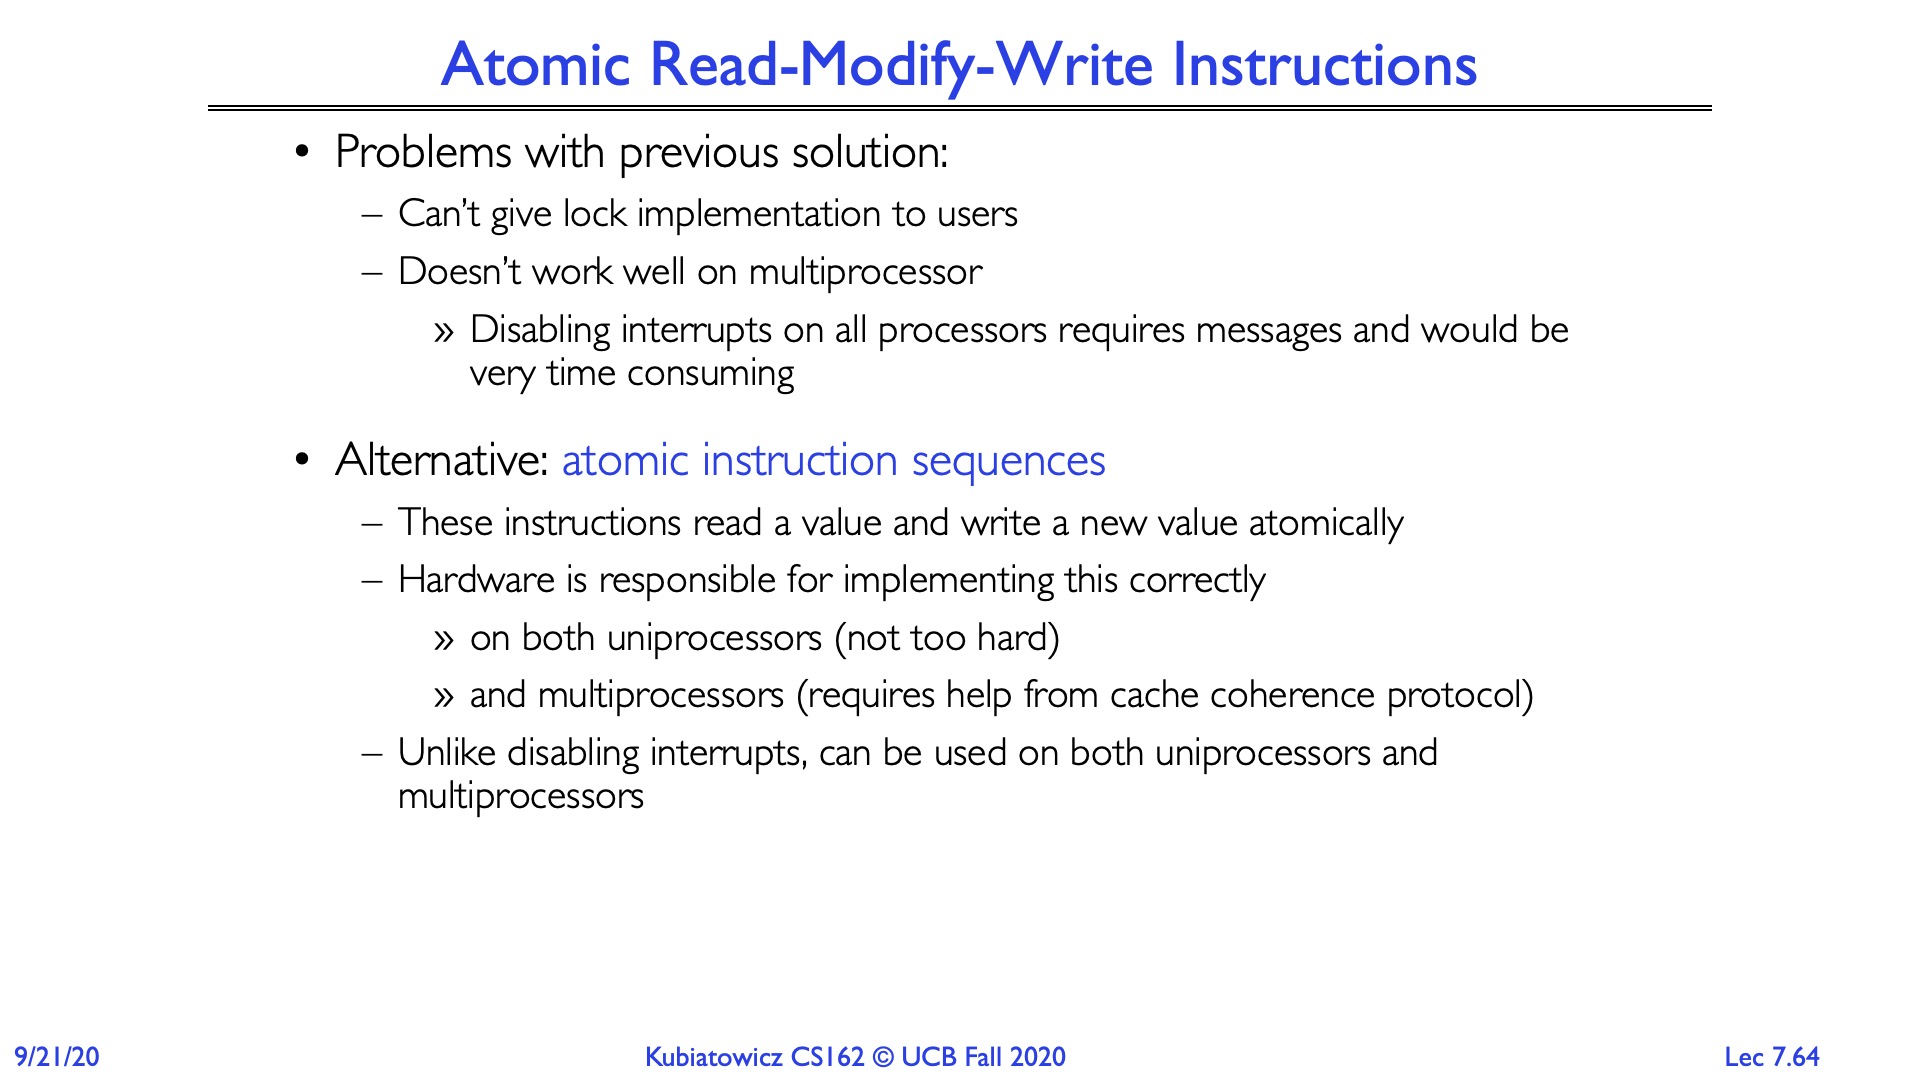 Atomic Read-Modify-Write Instructions
• Problems with previous solution:
– Can’t give lock implementation to users
– Doesn’t work well on multiprocessor
» Disabling interrupts on all processors requires messages and would be
very time consuming
• Alternative: atomic instruction sequences
– These instructions read a value and write a new value atomically
– Hardware is responsible for implementing this correctly
» on both uniprocessors (not too hard)
» and multiprocessors (requires help from cache coherence protocol)
– Unlike disabling interrupts, can be used on both uniprocessors and
multiprocessors
9/21/20
Kubiatowicz CS162 © UCB Fall 2020
Lec 7.64